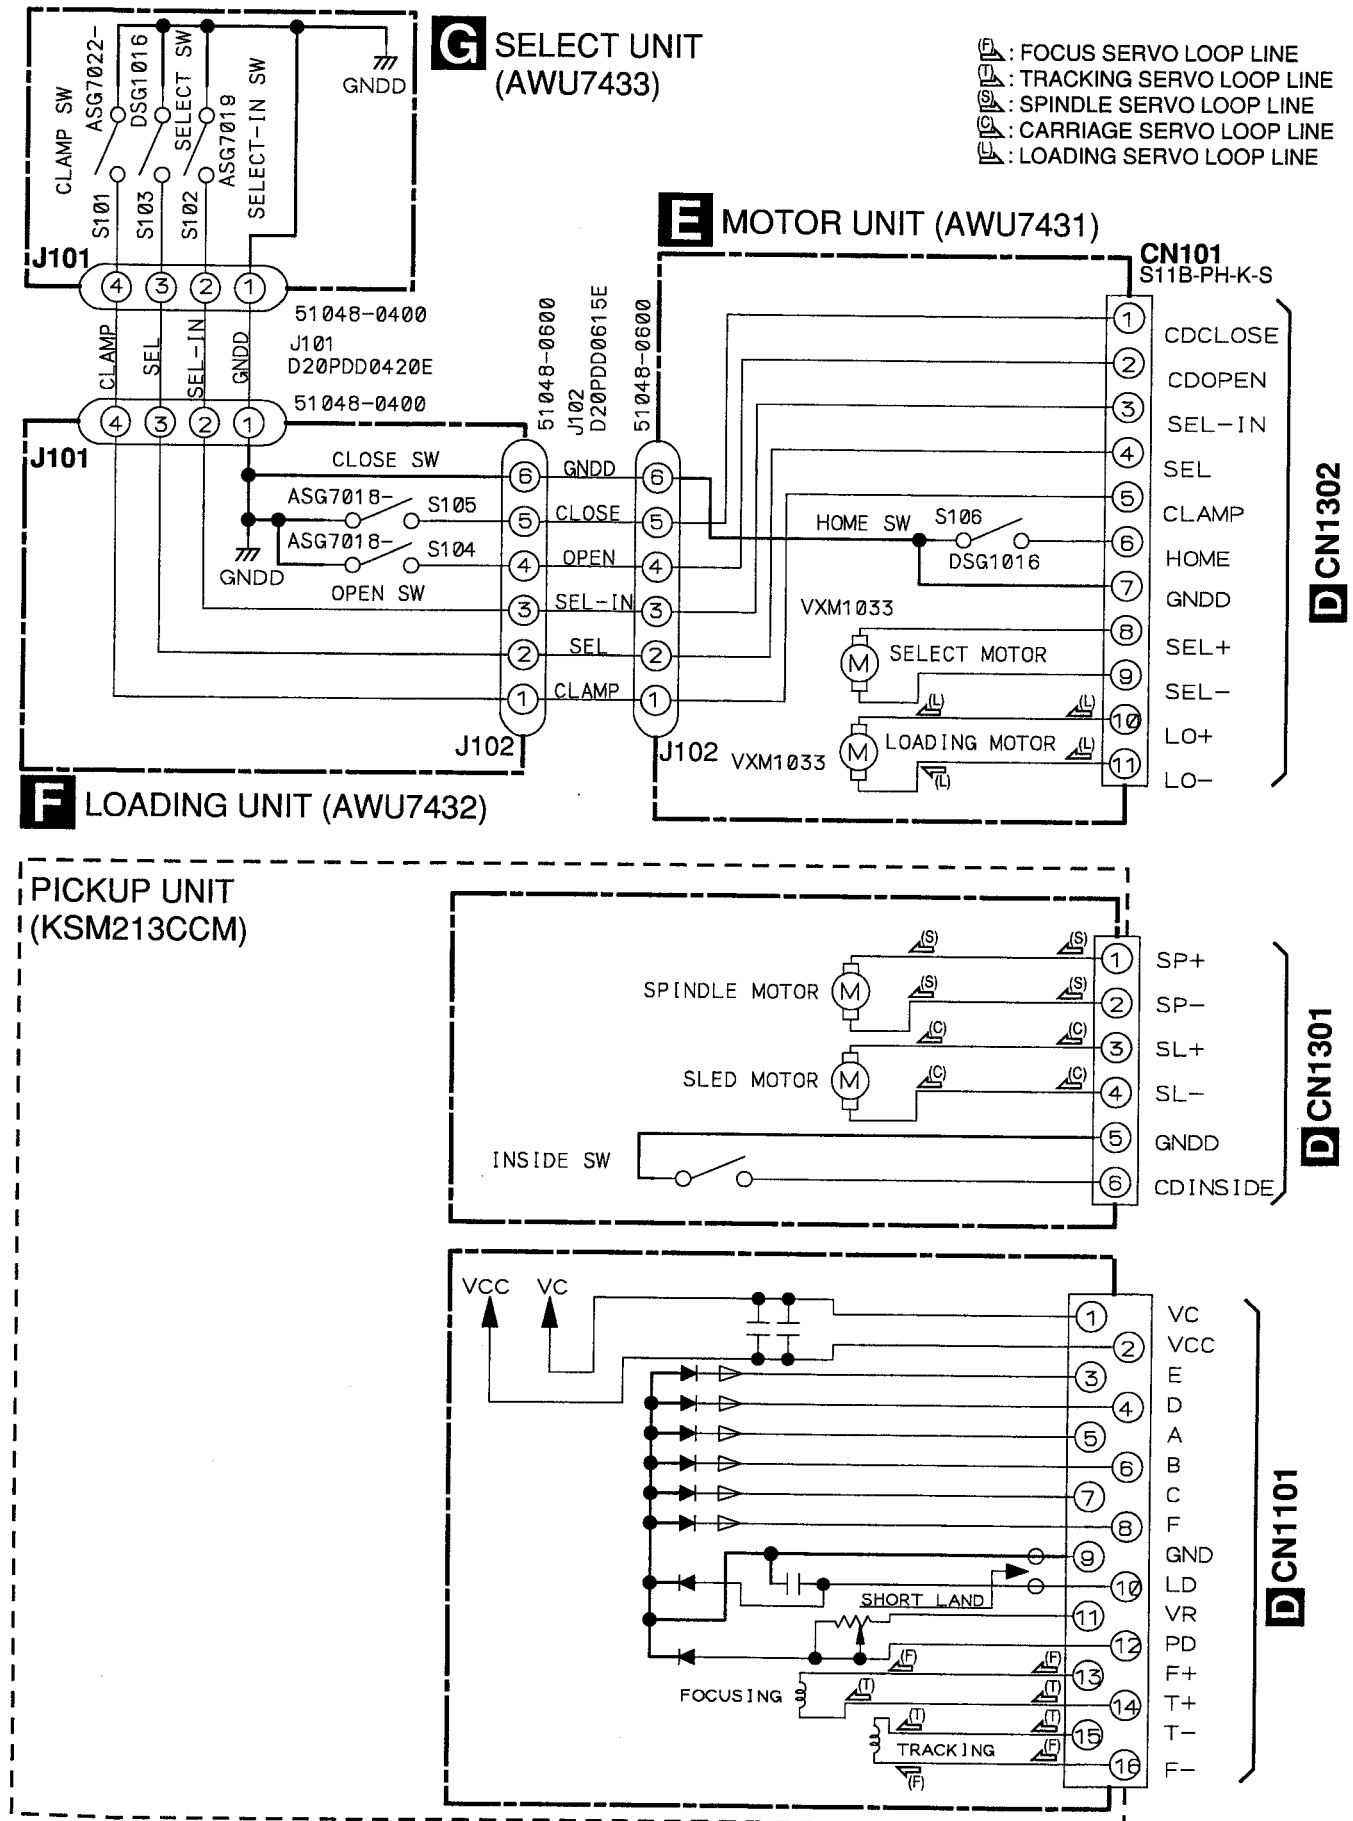 G SELECT UNIT
(AWU7433)
GNDD
CLAMP SW
ASG7022-
DSG1016
SELECT SW
ASG7019
SELECT-IN SW
S101
S103
S102
J101
4 3 2 1
51048-0400
J101
D20PDD0420E
51048-0400
CLAMP
SEL
SEL-IN
GNDD
4 3 2 1
J101
(F) : FOCUS SERVO LOOP LINE
(T) : TRACKING SERVO LOOP LINE
(S) : SPINDLE SERVO LOOP LINE
(C) : CARRIAGE SERVO LOOP LINE
(L) : LOADING SERVO LOOP LINE
CLOSE SW
ASG7018- S105
ASG7018- S104
GNDD
OPEN SW
51048-0600
J102
D20PDD0615E
51048-0600
6 GNDD 6
5 CLOSE 5
4 OPEN 4
3 SEL-IN 3
2 SEL 2
1 CLAMP 1
J102
J102
F LOADING UNIT (AWU7432)
E MOTOR UNIT (AWU7431)
CN101
S11B-PH-K-S
1 CDCLOSE
2 CDOPEN
3 SEL-IN
4 SEL
5 CLAMP
HOME SW S106
DSG1016
6 HOME
7 GNDD
VXM1033
M SELECT MOTOR
8 SEL+
9 SEL-
(L) (L)
10 LO+
VXM1033 M LOADING MOTOR
(L) (L)
11 LO-
D CN1302
PICKUP UNIT
(KSM213CCM)
(S) (S)
1 SP+
SPINDLE MOTOR M
(S) (S)
2 SP-
(C) (C)
3 SL+
SLED MOTOR M
(C) (C)
4 SL-
5 GNDD
INSIDE SW
6 CDINSIDE
D CN1301
VCC VC
1 VC
2 VCC
3 E
4 D
5 A
6 B
7 C
8 F
9 GND
10 LD
SHORT LAND
11 VR
12 PD
(F) (F)
13 F+
FOCUSING
(T) (T)
14 T+
(T) (T)
15 T-
TRACKING
(F) (F)
16 F-
D CN1101